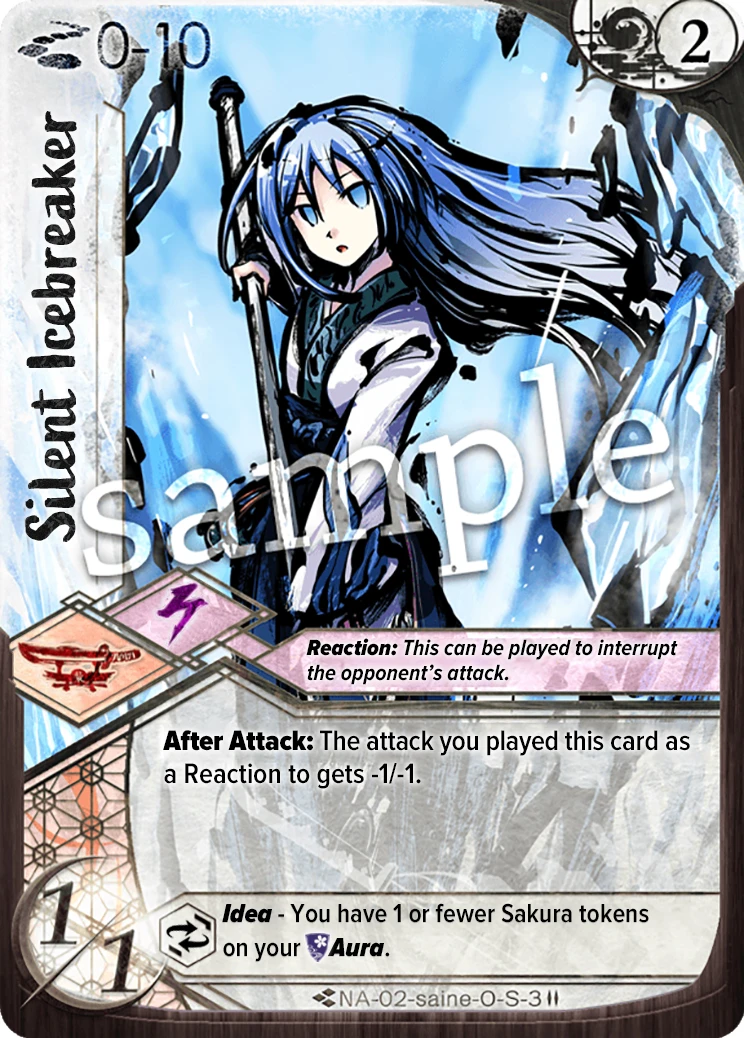 0-10
2
Silent Icebreaker
sample
Reaction: This can be played to interrupt
the opponent's attack.
After Attack: The attack you played this card as
a Reaction to gets -1/-1.
1/1
Idea - You have 1 or fewer Sakura tokens
on your Aura.
NA-02-saine-O-S-3